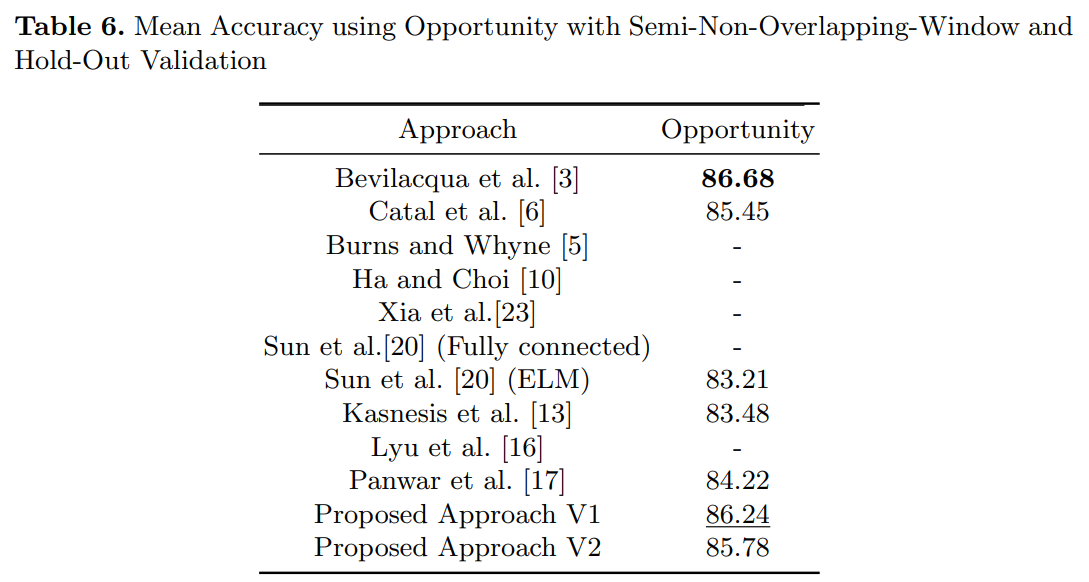 Table 6. Mean Accuracy using Opportunity with Semi-Non-Overlapping-Window and
Hold-Out Validation
Approach Opportunity
Bevilacqua et al. [3] 86.68
Catal et al. [6] 85.45
Burns and Whyne [5] -
Ha and Choi [10] -
Xia et al.[23] -
Sun et al.[20] (Fully connected) -
Sun et al. [20] (ELM) 83.21
Kasnesis et al. [13] 83.48
Lyu et al. [16] -
Panwar et al. [17] 84.22
Proposed Approach V1 86.24
Proposed Approach V2 85.78